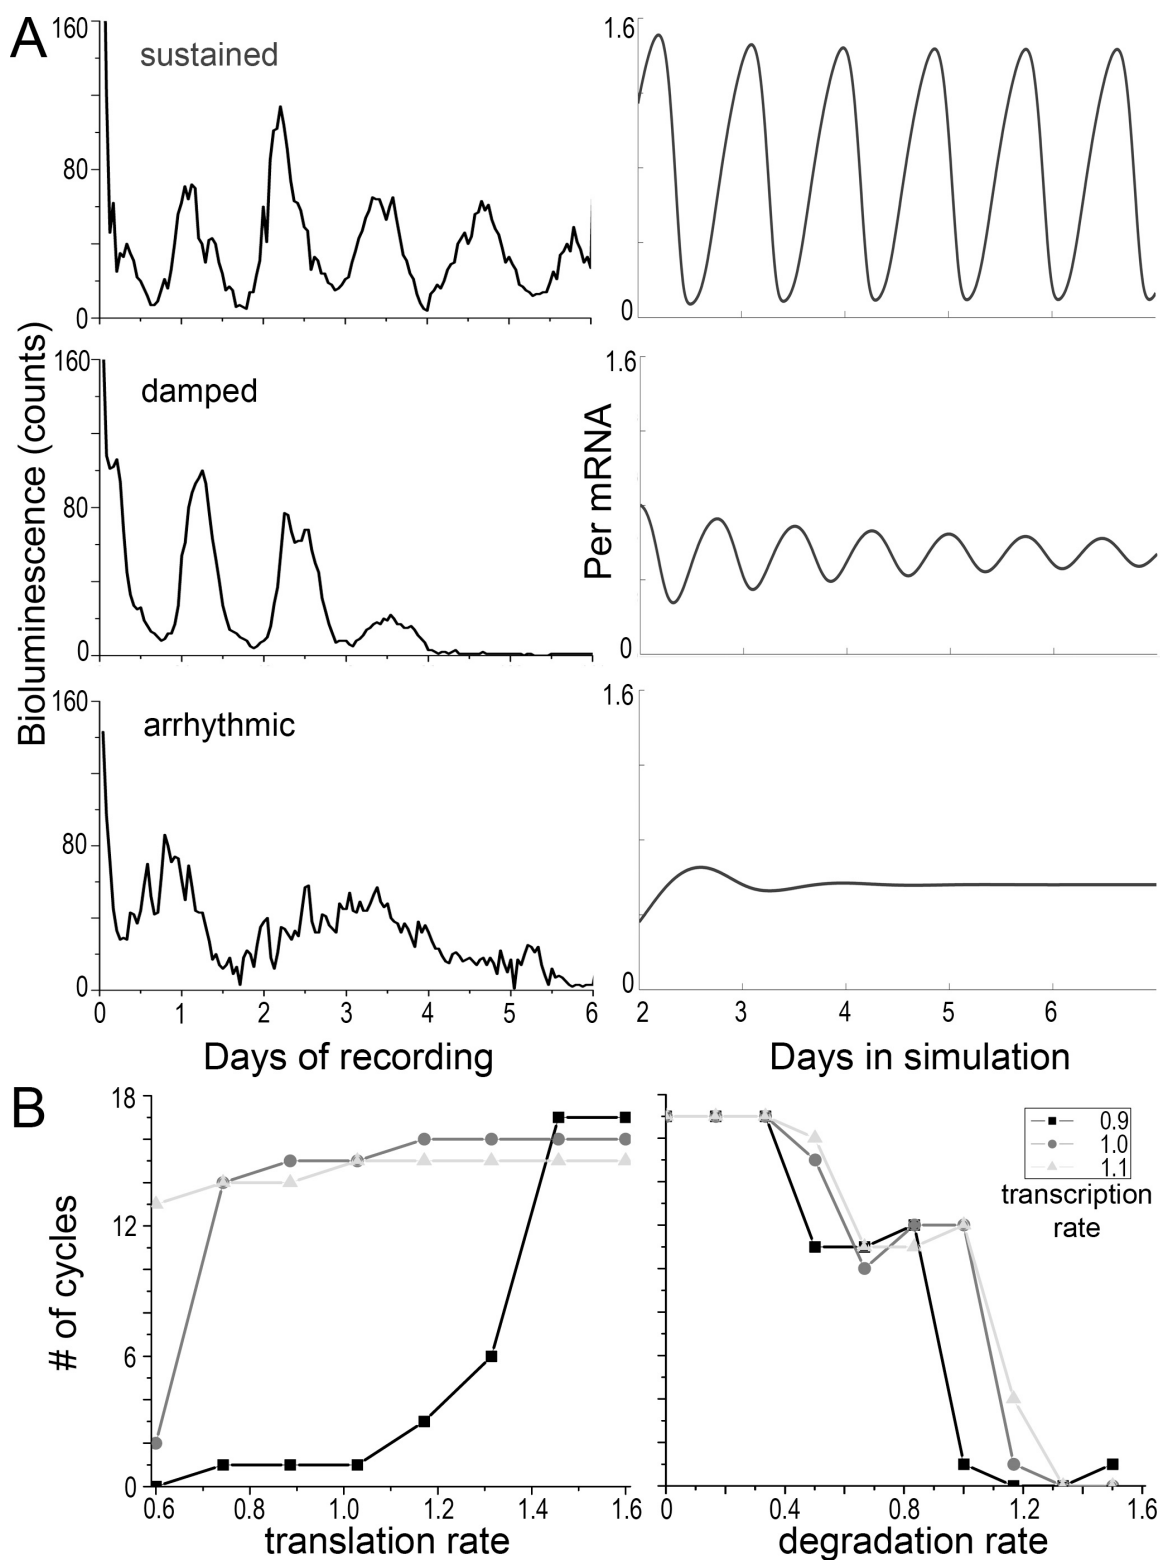 A
160
80
0
sustained
1.6
0
160
80
0
damped
1.6
0
160
80
0
arrhythmic
1.6
0
Bioluminescence (counts)
Per mRNA
0 1 2 3 4 5 6
2 3 4 5 6
Days of recording
Days in simulation
B
18
12
6
0
# of cycles
0.9
1.0
1.1
transcription
rate
0.6 0.8 1.0 1.2 1.4 1.6
0 0.4 0.8 1.2 1.6
translation rate
degradation rate